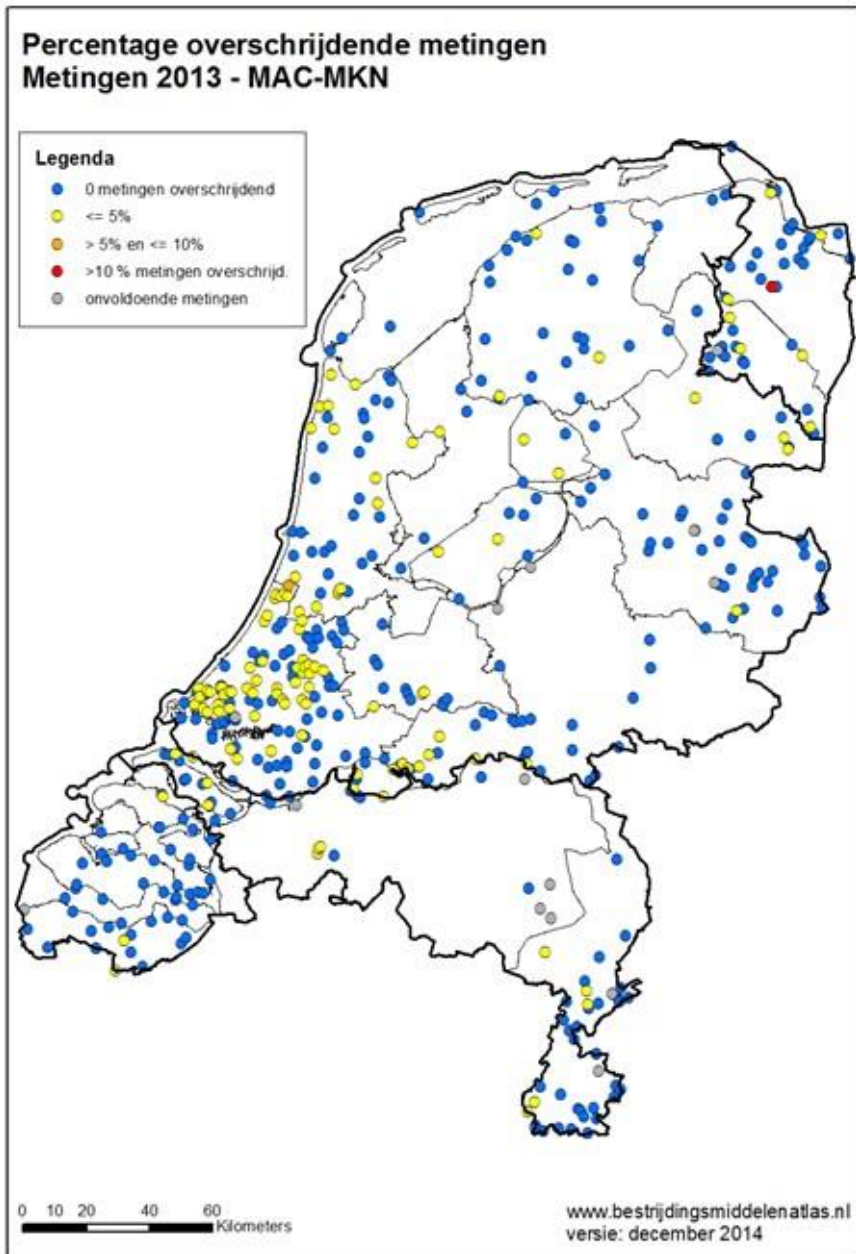 Percentage overschrijdende metingen
Metingen 2013 - MAC-MKN
Legenda
0 metingen overschrijdend
<= 5%
> 5% en <= 10%
>10 % metingen overschrijd.
onvoldoende metingen
0 10 20 40 60
Kilometers
www.bestrijdingsmiddelenatlas.nl
versie: december 2014